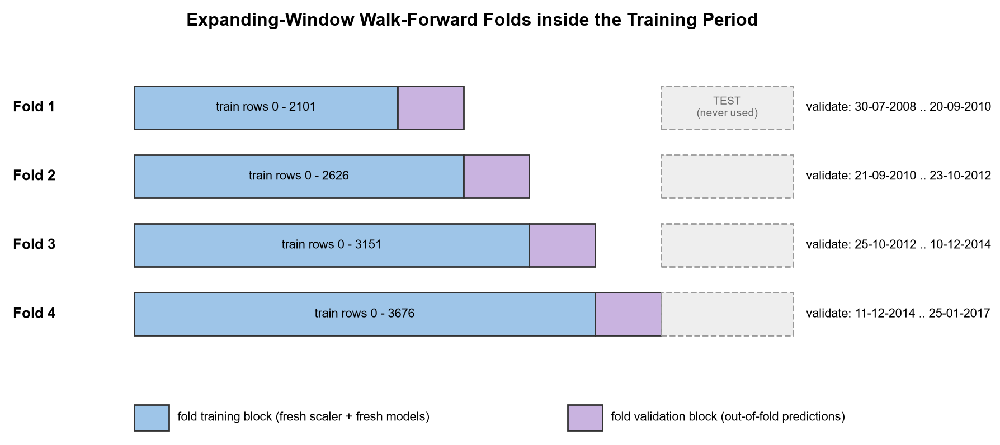 Expanding-Window Walk-Forward Folds inside the Training Period
Fold 1
train rows 0 - 2101
TEST
(never used)
validate: 30-07-2008 .. 20-09-2010
Fold 2
train rows 0 - 2626
validate: 21-09-2010 .. 23-10-2012
Fold 3
train rows 0 - 3151
validate: 25-10-2012 .. 10-12-2014
Fold 4
train rows 0 - 3676
validate: 11-12-2014 .. 25-01-2017
fold training block (fresh scaler + fresh models)
fold validation block (out-of-fold predictions)